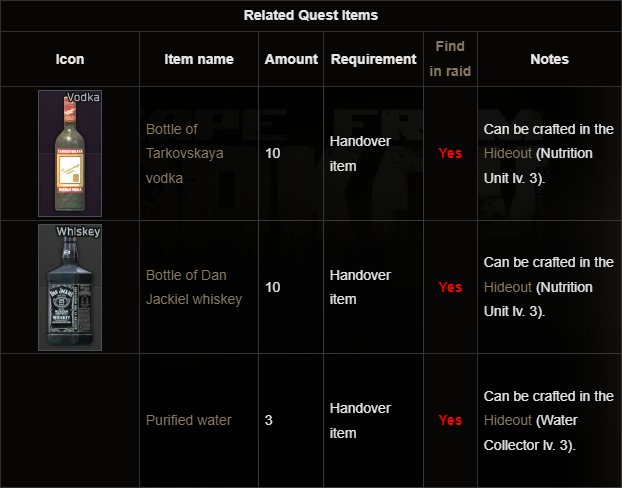 Related Quest Items
Icon
Item name
Amount
Requirement
Find
in raid
Notes
Vodka
TARKOVSKAYA
Bottle of
Tarkovskaya
vodka
10
Handover
item
Yes
Can be crafted in the
Hideout (Nutrition
Unit lv. 3).
Whiskey
Bottle of Dan
Jackiel whiskey
10
Handover
item
Yes
Can be crafted in the
Hideout (Nutrition
Unit lv. 3).
Purified water
3
Handover
item
Yes
Can be crafted in the
Hideout (Water
Collector lv. 3).